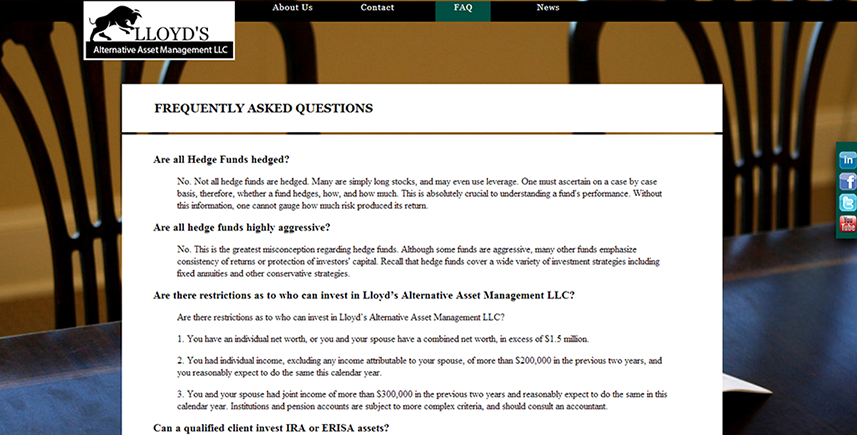 About Us Contact FAQ News
LLOYD'S
Alternative Asset Management LLC
FREQUENTLY ASKED QUESTIONS
Are all Hedge Funds hedged?
No. Not all hedge funds are hedged. Many are simply long stocks, and may even use leverage. One must ascertain on a case by case
basis, therefore, whether a fund hedges, how, and how much. This is absolutely crucial to understanding a fund's performance. Without
this information, one cannot gauge how much risk produced its return.
Are all hedge funds highly aggressive?
No. This is the greatest misconception regarding hedge funds. Although some funds are aggressive, many other funds emphasize
consistency of returns or protection of investors' capital. Recall that hedge funds cover a wide variety of investment strategies including
fixed annuities and other conservative strategies.
Are there restrictions as to who can invest in Lloyd's Alternative Asset Management LLC?
Are there restrictions as to who can invest in Lloyd's Alternative Asset Management LLC?
1. You have an individual net worth, or you and your spouse have a combined net worth, in excess of $1.5 million.
2. You had individual income, excluding any income attributable to your spouse, of more than $200,000 in the previous two years, and
you reasonably expect to do the same this calendar year.
3. You and your spouse had joint income of more than $300,000 in the previous two years and reasonably expect to do the same in this
calendar year. Institutions and pension accounts are subject to more complex criteria, and should consult an accountant.
Can a qualified client invest IRA or ERISA assets?
in
f
t
You
Tube